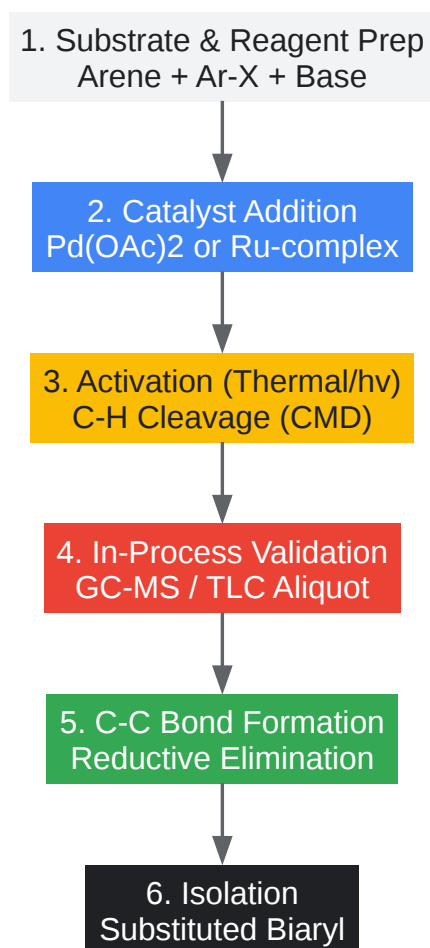 1. Substrate & Reagent Prep
Arene + Ar-X + Base
2. Catalyst Addition
Pd(OAc)2 or Ru-complex
3. Activation (Thermal/hv)
C-H Cleavage (CMD)
4. In-Process Validation
GC-MS / TLC Aliquot
5. C-C Bond Formation
Reductive Elimination
6. Isolation
Substituted Biaryl